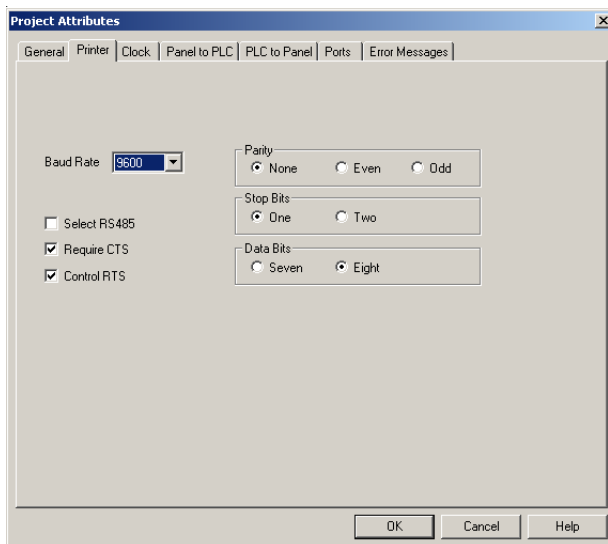 Project Attributes
General Printer Clock Panel to PLC PLC to Panel Ports Error Messages
Baud Rate 9600
Parity
None Even Odd
Stop Bits
One Two
Select RS485
Require CTS
Data Bits
Seven Eight
Control RTS
OK Cancel Help